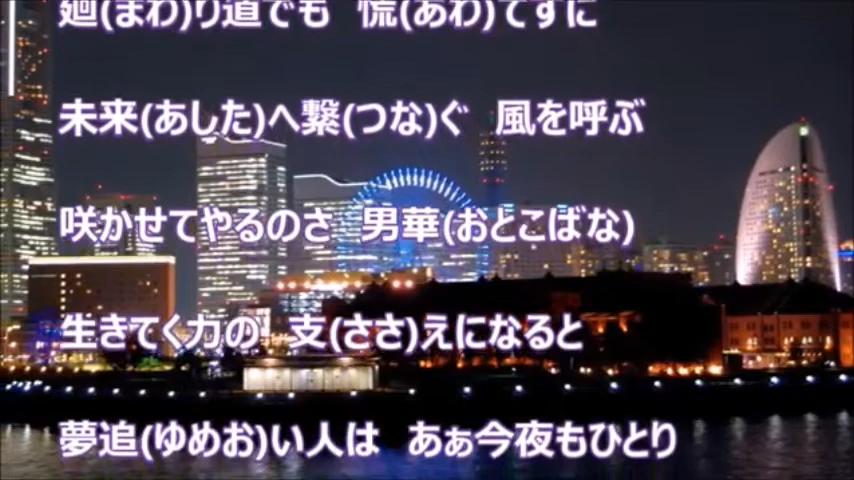 廻(まわ)り道でも　慌(あわ)てずに
未来(あした)へ繋(つな)ぐ　風を呼ぶ
咲かせてやるのさ　男華(おとこばな)
生きてく力の　支(ささ)えになると
夢追(ゆめお)い人は　あぁ今夜もひとり